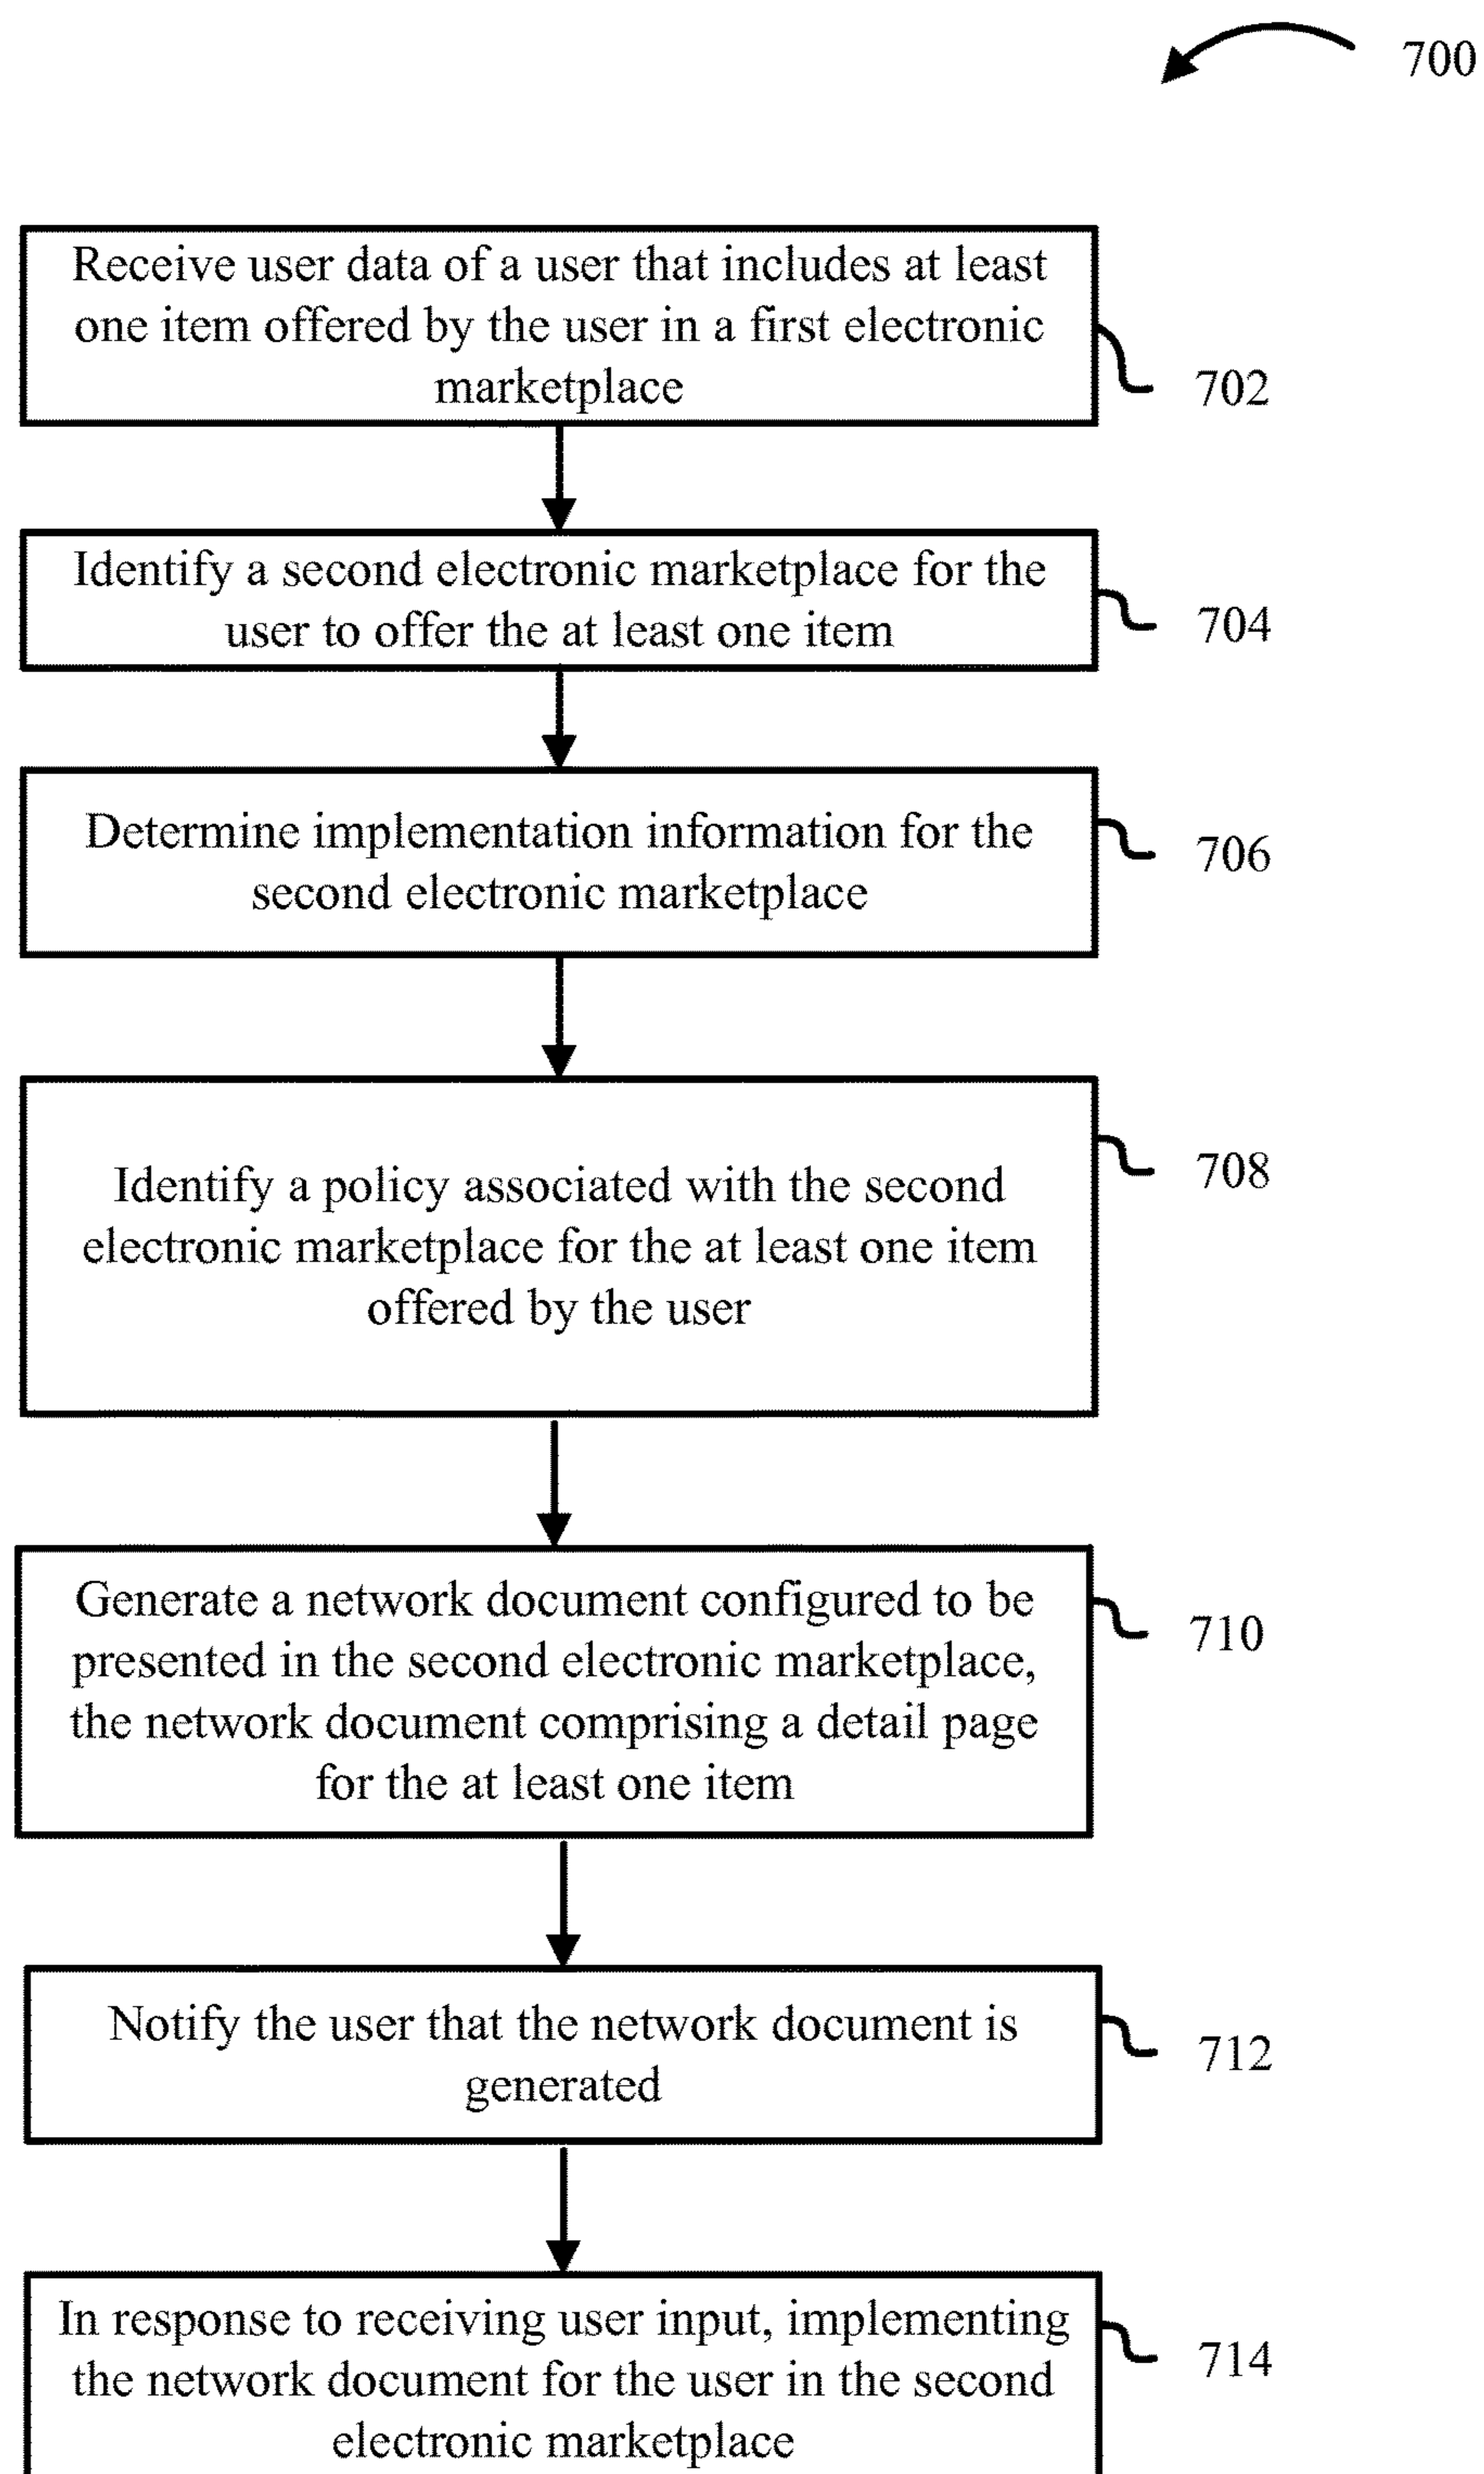 700
Receive user data of a user that includes at least
one item offered by the user in a first electronic
marketplace
702
Identify a second electronic marketplace for the
user to offer the at least one item
704
Determine implementation information for the
second electronic marketplace
706
Identify a policy associated with the second
electronic marketplace for the at least one item
offered by the user
708
Generate a network document configured to be
presented in the second electronic marketplace,
the network document comprising a detail page
for the at least one item
710
Notify the user that the network document is
generated
712
In response to receiving user input, implementing
the network document for the user in the second
electronic marketplace
714